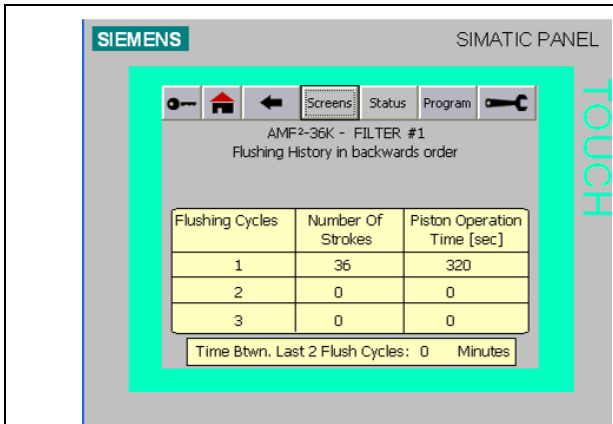 SIEMENS
SIMATIC PANEL
TOUCH
Screens Status Program
AMF²-36K - FILTER #1
Flushing History in backwards order
Flushing Cycles Number Of Strokes Piston Operation Time [sec]
1 36 320
2 0 0
3 0 0
Time Btwn. Last 2 Flush Cycles: 0 Minutes